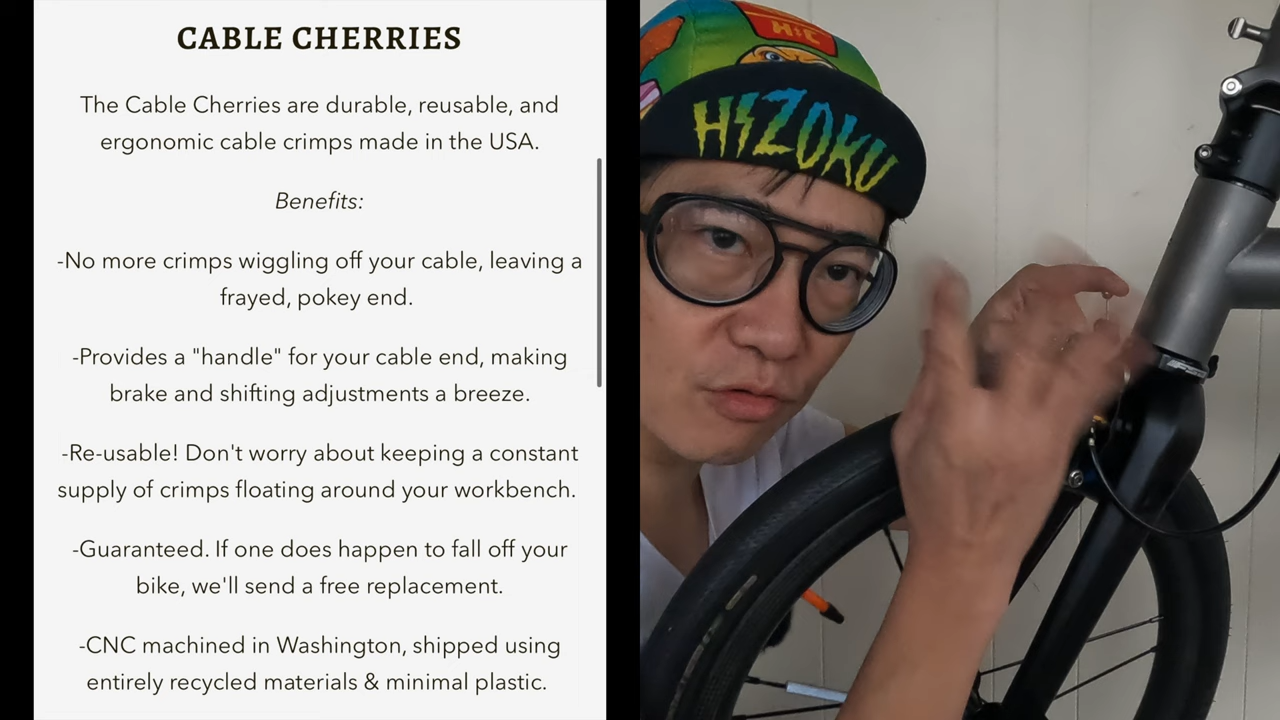 CABLE CHERRIES
The Cable Cherries are durable, reusable, and
ergonomic cable crimps made in the USA.
Benefits:
-No more crimps wiggling off your cable, leaving a
frayed, pokey end.
-Provides a "handle" for your cable end, making
brake and shifting adjustments a breeze.
-Re-usable! Don't worry about keeping a constant
supply of crimps floating around your workbench.
-Guaranteed. If one does happen to fall off your
bike, we'll send a free replacement.
-CNC machined in Washington, shipped using
entirely recycled materials & minimal plastic.
HIZOKU